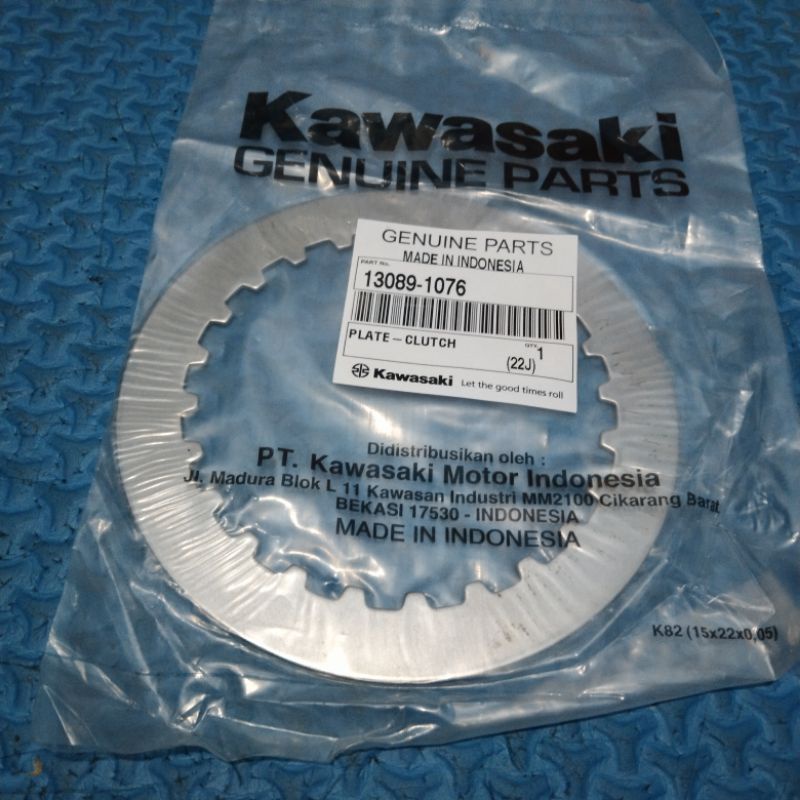 Kawasaki
GENUINE PARTS
GENUINE PARTS
MADE IN INDONESIA
PART No.
13089-1076
PLATE - CLUTCH
QTY. 1
(22J)
Kawasaki Let the good times roll
Didistribusikan oleh :
PT. Kawasaki Motor Indonesia
Jl. Madura Blok L 11 Kawasan Industri MM2100 Cikarang Barat
BEKASI 17530 - INDONESIA
MADE IN INDONESIA
K82 (15x22x0,05)